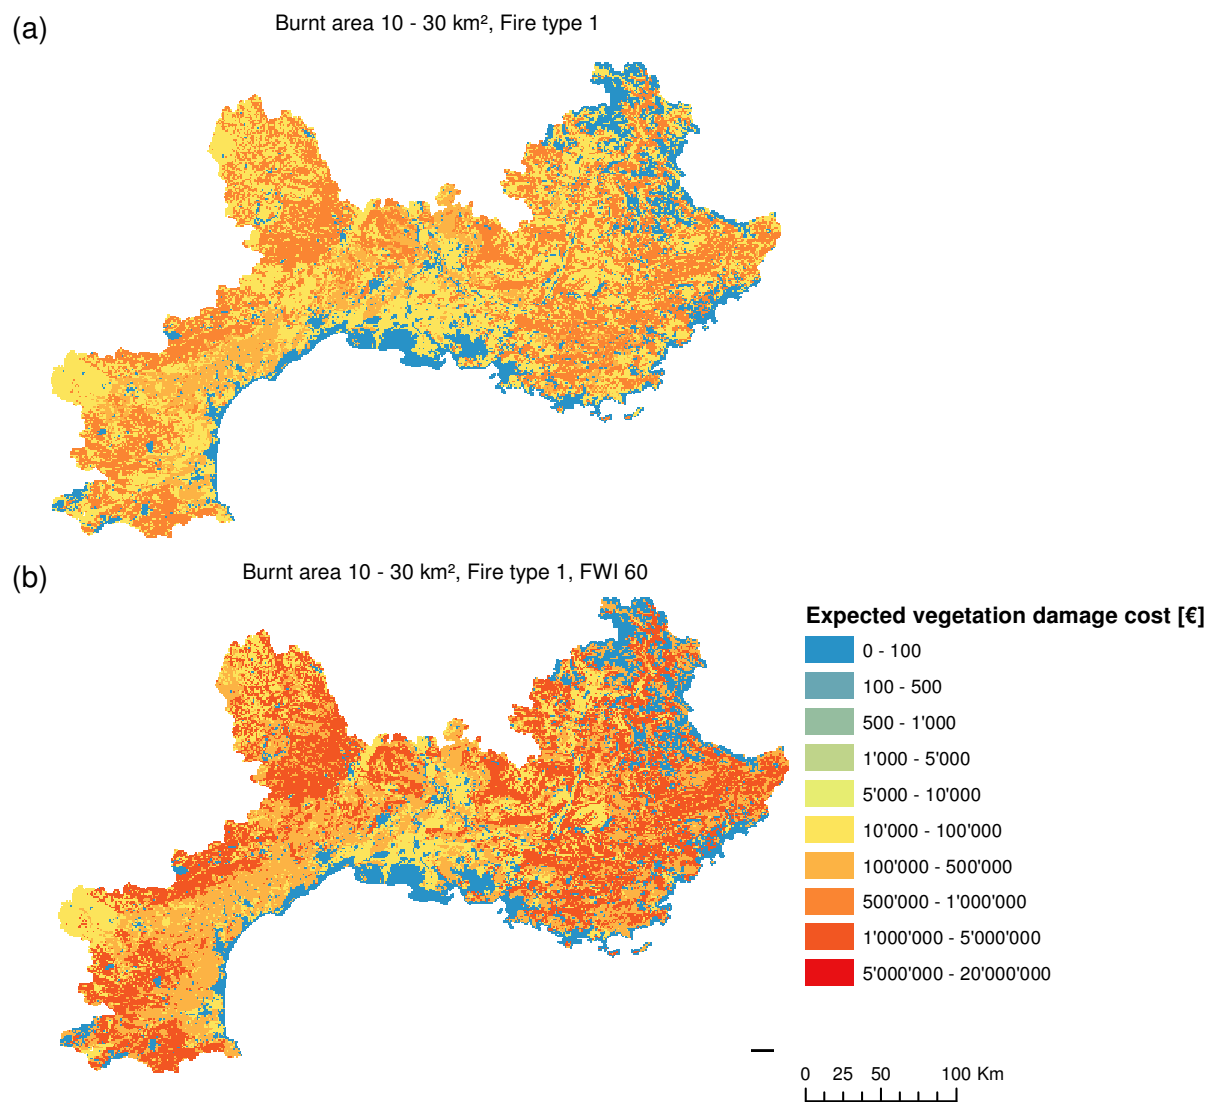 (a)
Burnt area 10 - 30 km², Fire type 1
(b)
Burnt area 10 - 30 km², Fire type 1, FWI 60
Expected vegetation damage cost [€]
0 - 100
100 - 500
500 - 1'000
1'000 - 5'000
5'000 - 10'000
10'000 - 100'000
100'000 - 500'000
500'000 - 1'000'000
1'000'000 - 5'000'000
5'000'000 - 20'000'000
0 25 50 100 Km